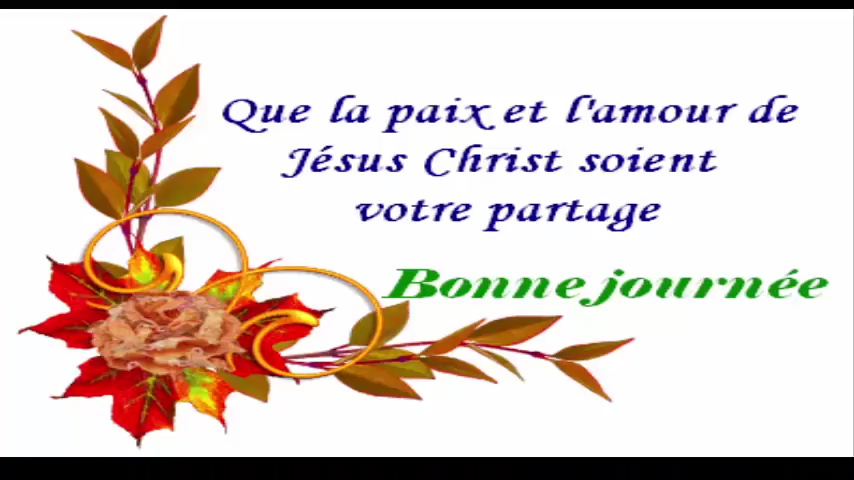 Que la paix et l'amour de
Jésus Christ soient
votre partage
Bonne journée